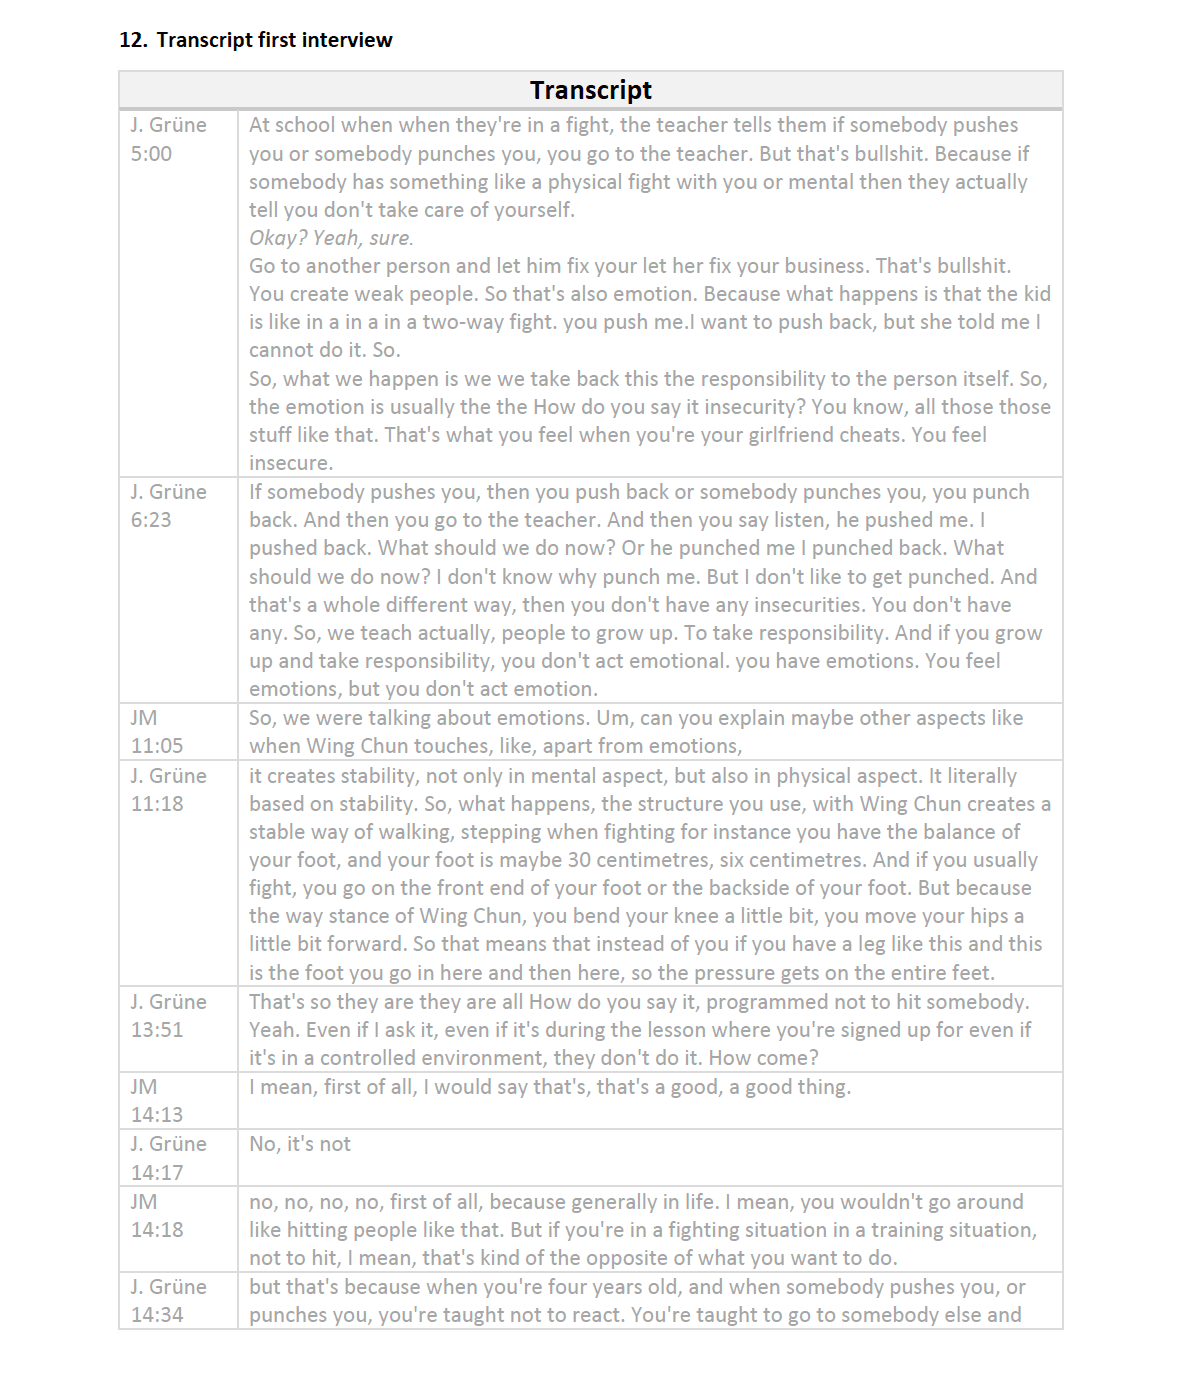 12. Transcript first interview
Transcript
J. Grüne
5:00
At school when when they're in a fight, the teacher tells them if somebody pushes
you or somebody punches you, you go to the teacher. But that's bullshit. Because if
somebody has something like a physical fight with you or mental then they actually
tell you don't take care of yourself.
Okay? Yeah, sure.
Go to another person and let him fix your let her fix your business. That's bullshit.
You create weak people. So that's also emotion. Because what happens is that the kid
is like in a in a in a two-way fight. you push me.I want to push back, but she told me I
cannot do it. So.
So, what we happen is we we take back this the responsibility to the person itself. So,
the emotion is usually the the How do you say it insecurity? You know, all those those
stuff like that. That's what you feel when you're your girlfriend cheats. You feel
insecure.
J. Grüne
6:23
If somebody pushes you, then you push back or somebody punches you, you punch
back. And then you go to the teacher. And then you say listen, he pushed me. I
pushed back. What should we do now? Or he punched me I punched back. What
should we do now? I don't know why punch me. But I don't like to get punched. And
that's a whole different way, then you don't have any insecurities. You don't have
any. So, we teach actually, people to grow up. To take responsibility. And if you grow
up and take responsibility, you don't act emotional. you have emotions. You feel
emotions, but you don't act emotion.
JM
11:05
So, we were talking about emotions. Um, can you explain maybe other aspects like
when Wing Chun touches, like, apart from emotions,
J. Grüne
11:18
it creates stability, not only in mental aspect, but also in physical aspect. It literally
based on stability. So, what happens, the structure you use, with Wing Chun creates a
stable way of walking, stepping when fighting for instance you have the balance of
your foot, and your foot is maybe 30 centimetres, six centimetres. And if you usually
fight, you go on the front end of your foot or the backside of your foot. But because
the way stance of Wing Chun, you bend your knee a little bit, you move your hips a
little bit forward. So that means that instead of you if you have a leg like this and this
is the foot you go in here and then here, so the pressure gets on the entire feet.
J. Grüne
13:51
That's so they are they are all How do you say it, programmed not to hit somebody.
Yeah. Even if I ask it, even if it's during the lesson where you're signed up for even if
it's in a controlled environment, they don't do it. How come?
JM
14:13
I mean, first of all, I would say that's, that's a good, a good thing.
J. Grüne
14:17
No, it's not
JM
14:18
no, no, no, no, first of all, because generally in life. I mean, you wouldn't go around
like hitting people like that. But if you're in a fighting situation in a training situation,
not to hit, I mean, that's kind of the opposite of what you want to do.
J. Grüne
14:34
but that's because when you're four years old, and when somebody pushes you, or
punches you, you're taught not to react. You're taught to go to somebody else and